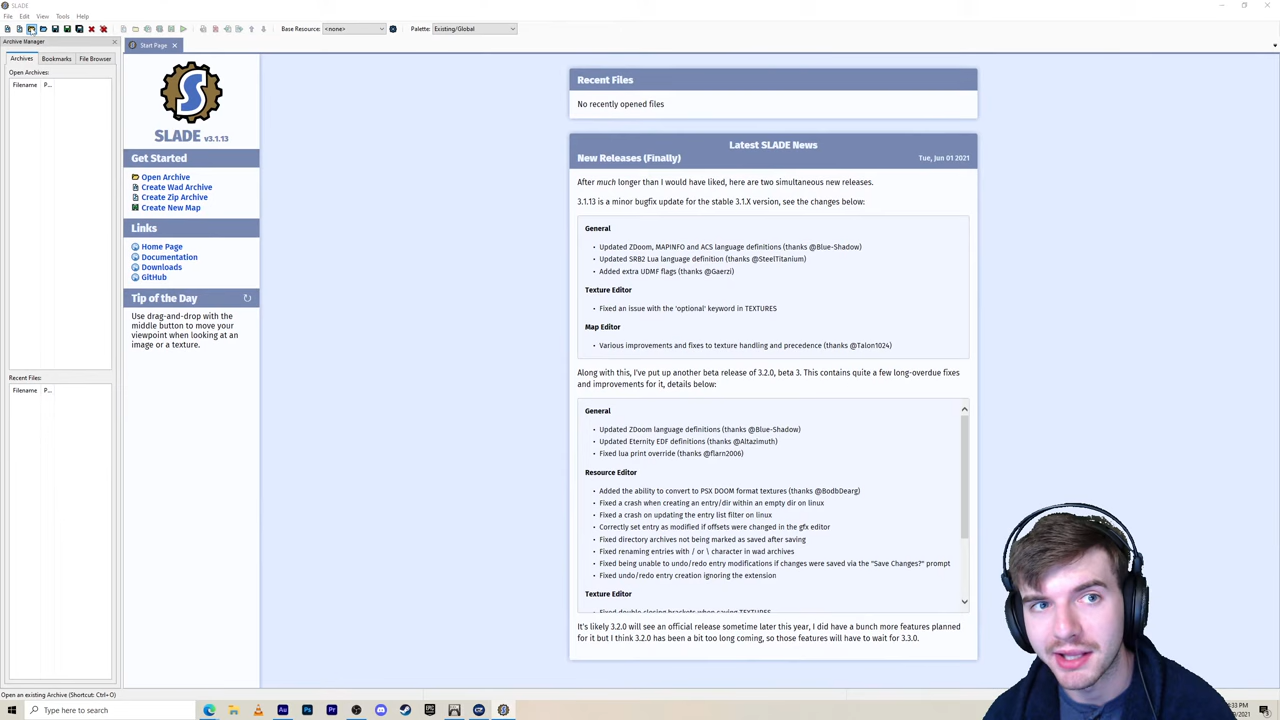 SLADE
File Edit View Tools Help
Base Resource: <none> Palette: Existing/Global
Archive Manager
Start Page
Archives Bookmarks File Browser
Open Archives:
Filename P...
Recent Files:
Filename P...
SLADE v3.1.13
Get Started
Open Archive
Create Wad Archive
Create Zip Archive
Create New Map
Links
Home Page
Documentation
Downloads
GitHub
Tip of the Day
Use drag-and-drop with the
middle button to move your
viewpoint when looking at an
image or a texture.
Recent Files
No recently opened files
Latest SLADE News
New Releases (Finally) Tue, Jun 01 2021
After much longer than I would have liked, here are two simultaneous new releases.
3.1.13 is a minor bugfix update for the stable 3.1.X version, see the changes below:
General
• Updated ZDoom, MAPINFO and ACS language definitions (thanks @Blue-Shadow)
• Updated SRB2 Lua language definition (thanks @SteelTitanium)
• Added extra UDMF flags (thanks @Gaerzi)
Texture Editor
• Fixed an issue with the 'optional' keyword in TEXTURES
Map Editor
• Various improvements and fixes to texture handling and precedence (thanks @Talon1024)
Along with this, I've put up another beta release of 3.2.0, beta 3. This contains quite a few long-overdue fixes
and improvements for it, details below:
General
• Updated ZDoom language definitions (thanks @Blue-Shadow)
• Updated Eternity EDF definitions (thanks @Altazimuth)
• Fixed lua print override (thanks @flarn2006)
Resource Editor
• Added the ability to convert to PSX DOOM format textures (thanks @BodbDearg)
• Fixed a crash when creating an entry/dir within an empty dir on linux
• Fixed a crash on updating the entry list filter on linux
• Correctly set entry as modified if offsets were changed in the gfx editor
• Fixed directory archives not being marked as saved after saving
• Fixed renaming entries with / or \ character in wad archives
• Fixed being unable to undo/redo entry modifications if changes were saved via the "Save Changes?" prompt
• Fixed undo/redo entry creation ignoring the extension
Texture Editor
• Fixed double closing brackets when saving TEXTURES
It's likely 3.2.0 will see an official release sometime later this year, I did have a bunch more features planned
for it but I think 3.2.0 has been a bit too long coming, so those features will have to wait for 3.3.0.
Open an existing Archive (Shortcut: Ctrl+O)
Type here to search